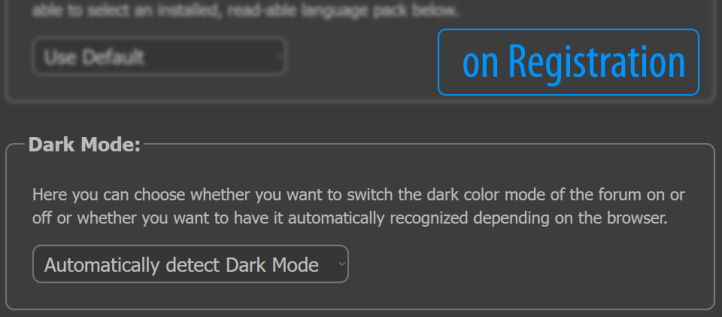 able to select an installed, read-able language pack below.
Use Default
on Registration
Dark Mode:
Here you can choose whether you want to switch the dark color mode of the forum on or
off or whether you want to have it automatically recognized depending on the browser.
Automatically detect Dark Mode